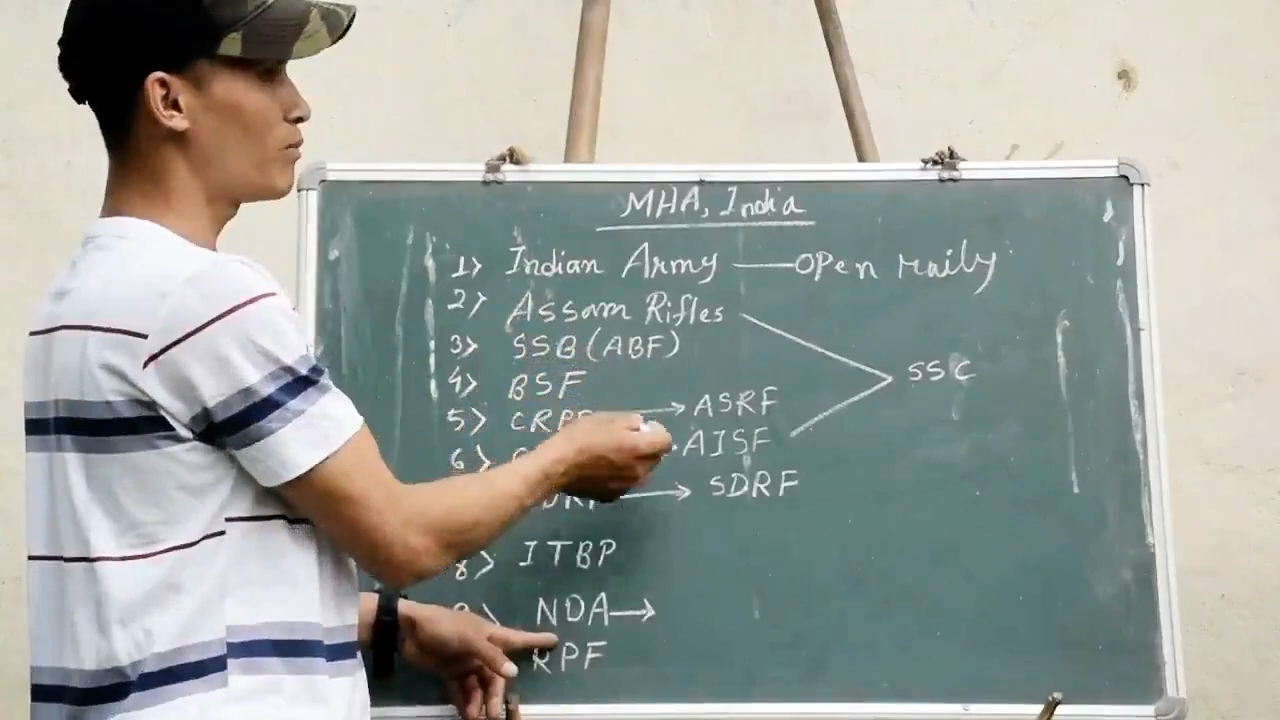 MHA, India
1> Indian Army — OPen raily
2> Assam Rifles
3> SSB (ABF)
SSC
4> BSF
5> → ASRF
6> AISF
→ SDRF
8> ITBP
NDA →
RPF